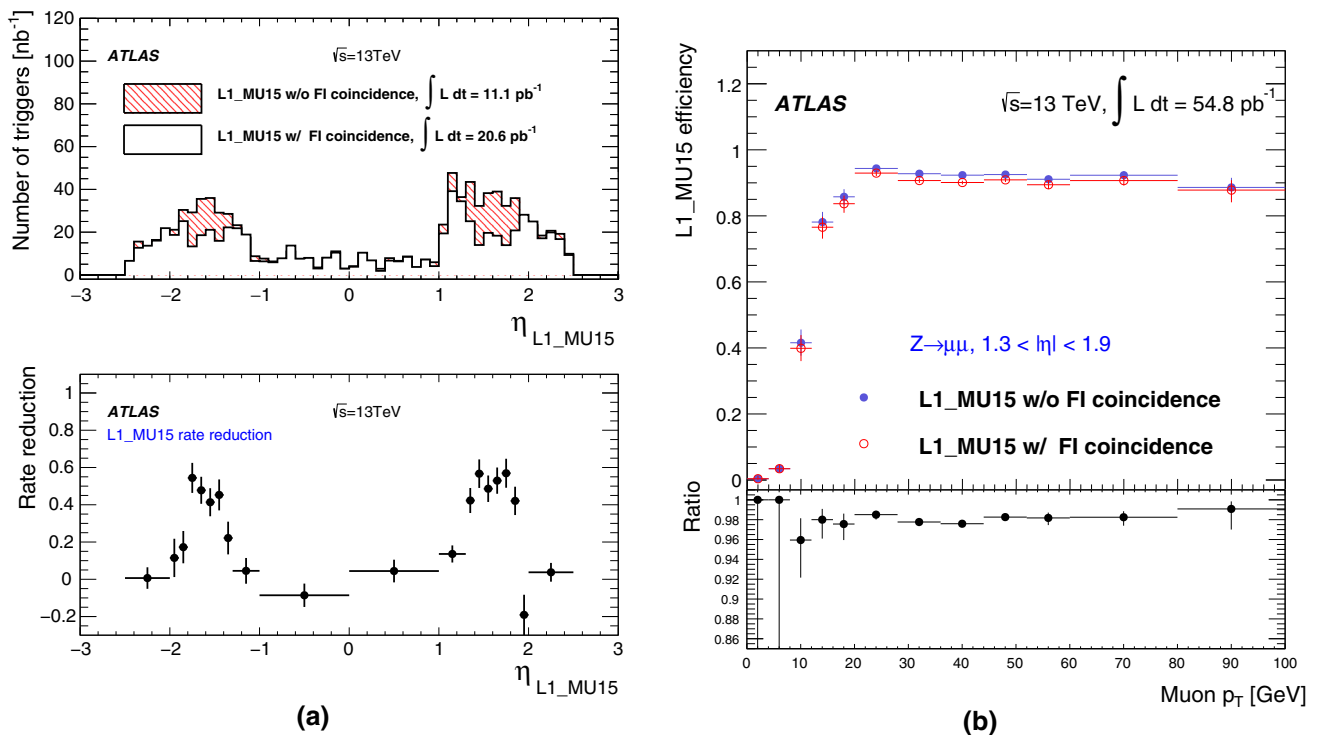 Number of triggers [nb⁻¹]
120
100
80
60
40
20
0
ATLAS
√s=13TeV
L1_MU15 w/o FI coincidence, ∫ L dt = 11.1 pb⁻¹
L1_MU15 w/ FI coincidence, ∫ L dt = 20.6 pb⁻¹
−3 −2 −1 0 1 2 3
η L1_MU15
Rate reduction
1
0.8
0.6
0.4
0.2
0
−0.2
ATLAS
√s=13TeV
L1_MU15 rate reduction
−3 −2 −1 0 1 2 3
η L1_MU15
(a)
L1_MU15 efficiency
1.2
1
0.8
0.6
0.4
0.2
0
ATLAS
√s=13 TeV, ∫ L dt = 54.8 pb⁻¹
Z→μμ, 1.3 < |η| < 1.9
L1_MU15 w/o FI coincidence
L1_MU15 w/ FI coincidence
Ratio
1
0.98
0.96
0.94
0.92
0.9
0.88
0.86
0 10 20 30 40 50 60 70 80 90 100
Muon p_T [GeV]
(b)